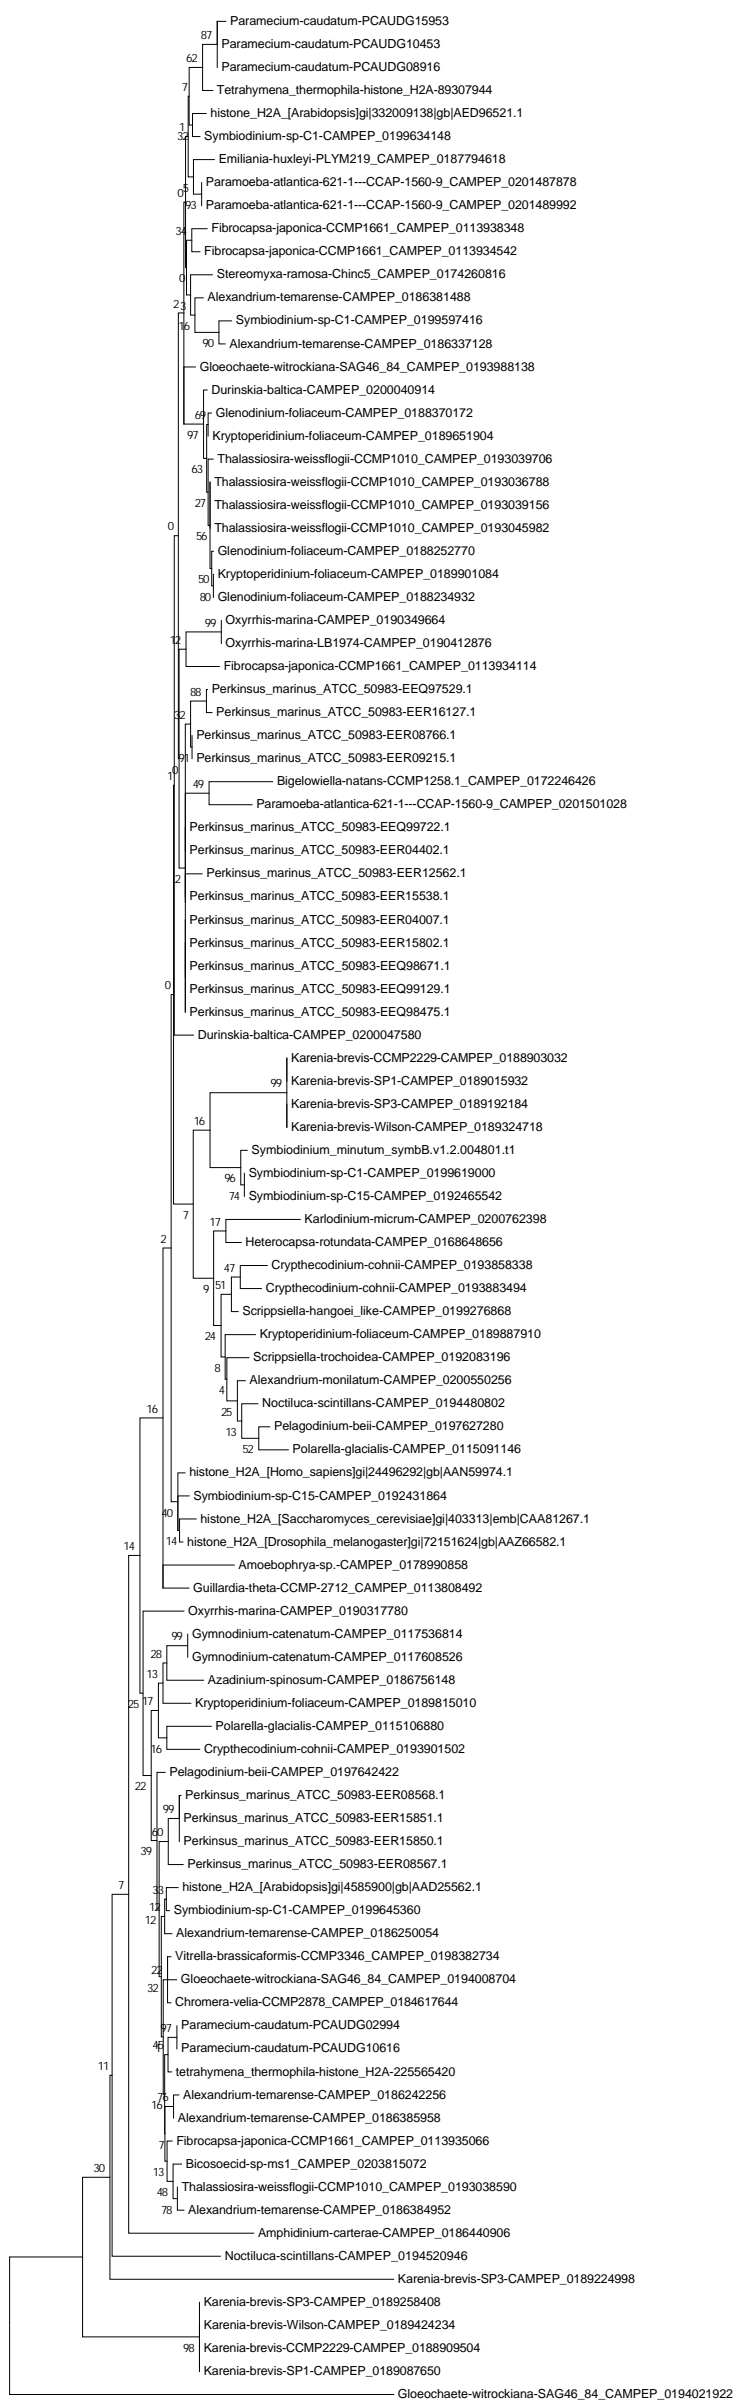 Paramecium-caudatum-PCAUDG15953
87
Paramecium-caudatum-PCAUDG10453
62
Paramecium-caudatum-PCAUDG08916
7
Tetrahymena_thermophila-histone_H2A-89307944
histone_H2A_[Arabidopsis]gi|332009138|gb|AED96521.1
1
Symbiodinium-sp-C1-CAMPEP_0199634148
Emiliania-huxleyi-PLYM219_CAMPEP_0187794618
Paramoeba-atlantica-621-1---CCAP-1560-9_CAMPEP_0201487878
0
5
93
Paramoeba-atlantica-621-1---CCAP-1560-9_CAMPEP_0201489992
Fibrocapsa-japonica-CCMP1661_CAMPEP_0113938348
34
Fibrocapsa-japonica-CCMP1661_CAMPEP_0113934542
Stereomyxa-ramosa-Chinc5_CAMPEP_0174260816
0
Alexandrium-temarense-CAMPEP_0186381488
2
3
Symbiodinium-sp-C1-CAMPEP_0199597416
16
90
Alexandrium-temarense-CAMPEP_0186337128
Gloeochaete-witrockiana-SAG46_84_CAMPEP_0193988138
Durinskia-baltica-CAMPEP_0200040914
69
Glenodinium-foliaceum-CAMPEP_0188370172
97
Kryptoperidinium-foliaceum-CAMPEP_0189651904
Thalassiosira-weissflogii-CCMP1010_CAMPEP_0193039706
63
Thalassiosira-weissflogii-CCMP1010_CAMPEP_0193036788
27
Thalassiosira-weissflogii-CCMP1010_CAMPEP_0193039156
0
Thalassiosira-weissflogii-CCMP1010_CAMPEP_0193045982
56
Glenodinium-foliaceum-CAMPEP_0188252770
50
Kryptoperidinium-foliaceum-CAMPEP_0189901084
80
Glenodinium-foliaceum-CAMPEP_0188234932
99
Oxyrrhis-marina-CAMPEP_0190349664
12
Oxyrrhis-marina-LB1974-CAMPEP_0190412876
Fibrocapsa-japonica-CCMP1661_CAMPEP_0113934114
88
Perkinsus_marinus_ATCC_50983-EEQ97529.1
32
Perkinsus_marinus_ATCC_50983-EER16127.1
Perkinsus_marinus_ATCC_50983-EER08766.1
91
Perkinsus_marinus_ATCC_50983-EER09215.1
1
0
49
Bigelowiella-natans-CCMP1258.1_CAMPEP_0172246426
Paramoeba-atlantica-621-1---CCAP-1560-9_CAMPEP_0201501028
Perkinsus_marinus_ATCC_50983-EEQ99722.1
Perkinsus_marinus_ATCC_50983-EER04402.1
2
Perkinsus_marinus_ATCC_50983-EER12562.1
Perkinsus_marinus_ATCC_50983-EER15538.1
Perkinsus_marinus_ATCC_50983-EER04007.1
Perkinsus_marinus_ATCC_50983-EER15802.1
Perkinsus_marinus_ATCC_50983-EEQ98671.1
0
Perkinsus_marinus_ATCC_50983-EEQ99129.1
Perkinsus_marinus_ATCC_50983-EEQ98475.1
Durinskia-baltica-CAMPEP_0200047580
Karenia-brevis-CCMP2229-CAMPEP_0188903032
99
Karenia-brevis-SP1-CAMPEP_0189015932
Karenia-brevis-SP3-CAMPEP_0189192184
16
Karenia-brevis-Wilson-CAMPEP_0189324718
Symbiodinium_minutum_symbB.v1.2.004801.t1
96
Symbiodinium-sp-C1-CAMPEP_0199619000
74
Symbiodinium-sp-C15-CAMPEP_0192465542
7
17
Karlodinium-micrum-CAMPEP_0200762398
2
Heterocapsa-rotundata-CAMPEP_0168648656
47
Crypthecodinium-cohnii-CAMPEP_0193858338
9
51
Crypthecodinium-cohnii-CAMPEP_0193883494
Scrippsiella-hangoei_like-CAMPEP_0199276868
24
Kryptoperidinium-foliaceum-CAMPEP_0189887910
8
Scrippsiella-trochoidea-CAMPEP_0192083196
4
Alexandrium-monilatum-CAMPEP_0200550256
16
25
Noctiluca-scintillans-CAMPEP_0194480802
13
Pelagodinium-beii-CAMPEP_0197627280
52
Polarella-glacialis-CAMPEP_0115091146
histone_H2A_[Homo_sapiens]gi|24496292|gb|AAN59974.1
Symbiodinium-sp-C15-CAMPEP_0192431864
40
histone_H2A_[Saccharomyces_cerevisiae]gi|403313|emb|CAA81267.1
14
14
histone_H2A_[Drosophila_melanogaster]gi|72151624|gb|AAZ66582.1
Amoebophrya-sp.-CAMPEP_0178990858
Guillardia-theta-CCMP-2712_CAMPEP_0113808492
Oxyrrhis-marina-CAMPEP_0190317780
99
Gymnodinium-catenatum-CAMPEP_0117536814
28
Gymnodinium-catenatum-CAMPEP_0117608526
13
Azadinium-spinosum-CAMPEP_0186756148
25
17
Kryptoperidinium-foliaceum-CAMPEP_0189815010
Polarella-glacialis-CAMPEP_0115106880
16
Crypthecodinium-cohnii-CAMPEP_0193901502
22
Pelagodinium-beii-CAMPEP_0197642422
Perkinsus_marinus_ATCC_50983-EER08568.1
99
Perkinsus_marinus_ATCC_50983-EER15851.1
60
Perkinsus_marinus_ATCC_50983-EER15850.1
39
Perkinsus_marinus_ATCC_50983-EER08567.1
7
33
histone_H2A_[Arabidopsis]gi|4585900|gb|AAD25562.1
Symbiodinium-sp-C1-CAMPEP_0199645360
12
Alexandrium-temarense-CAMPEP_0186250054
Vitrella-brassicaformis-CCMP3346_CAMPEP_0198382734
22
Gloeochaete-witrockiana-SAG46_84_CAMPEP_0194008704
32
Chromera-velia-CCMP2878_CAMPEP_0184617644
97
Paramecium-caudatum-PCAUDG02994
Paramecium-caudatum-PCAUDG10616
11
tetrahymena_thermophila-histone_H2A-225565420
76
Alexandrium-temarense-CAMPEP_0186242256
16
Alexandrium-temarense-CAMPEP_0186385958
7
Fibrocapsa-japonica-CCMP1661_CAMPEP_0113935066
30
13
Bicosoecid-sp-ms1_CAMPEP_0203815072
48
Thalassiosira-weissflogii-CCMP1010_CAMPEP_0193038590
78
Alexandrium-temarense-CAMPEP_0186384952
Amphidinium-carterae-CAMPEP_0186440906
Noctiluca-scintillans-CAMPEP_0194520946
Karenia-brevis-SP3-CAMPEP_0189224998
Karenia-brevis-SP3-CAMPEP_0189258408
Karenia-brevis-Wilson-CAMPEP_0189424234
98
Karenia-brevis-CCMP2229-CAMPEP_0188909504
Karenia-brevis-SP1-CAMPEP_0189087650
Gloeochaete-witrockiana-SAG46_84_CAMPEP_0194021922